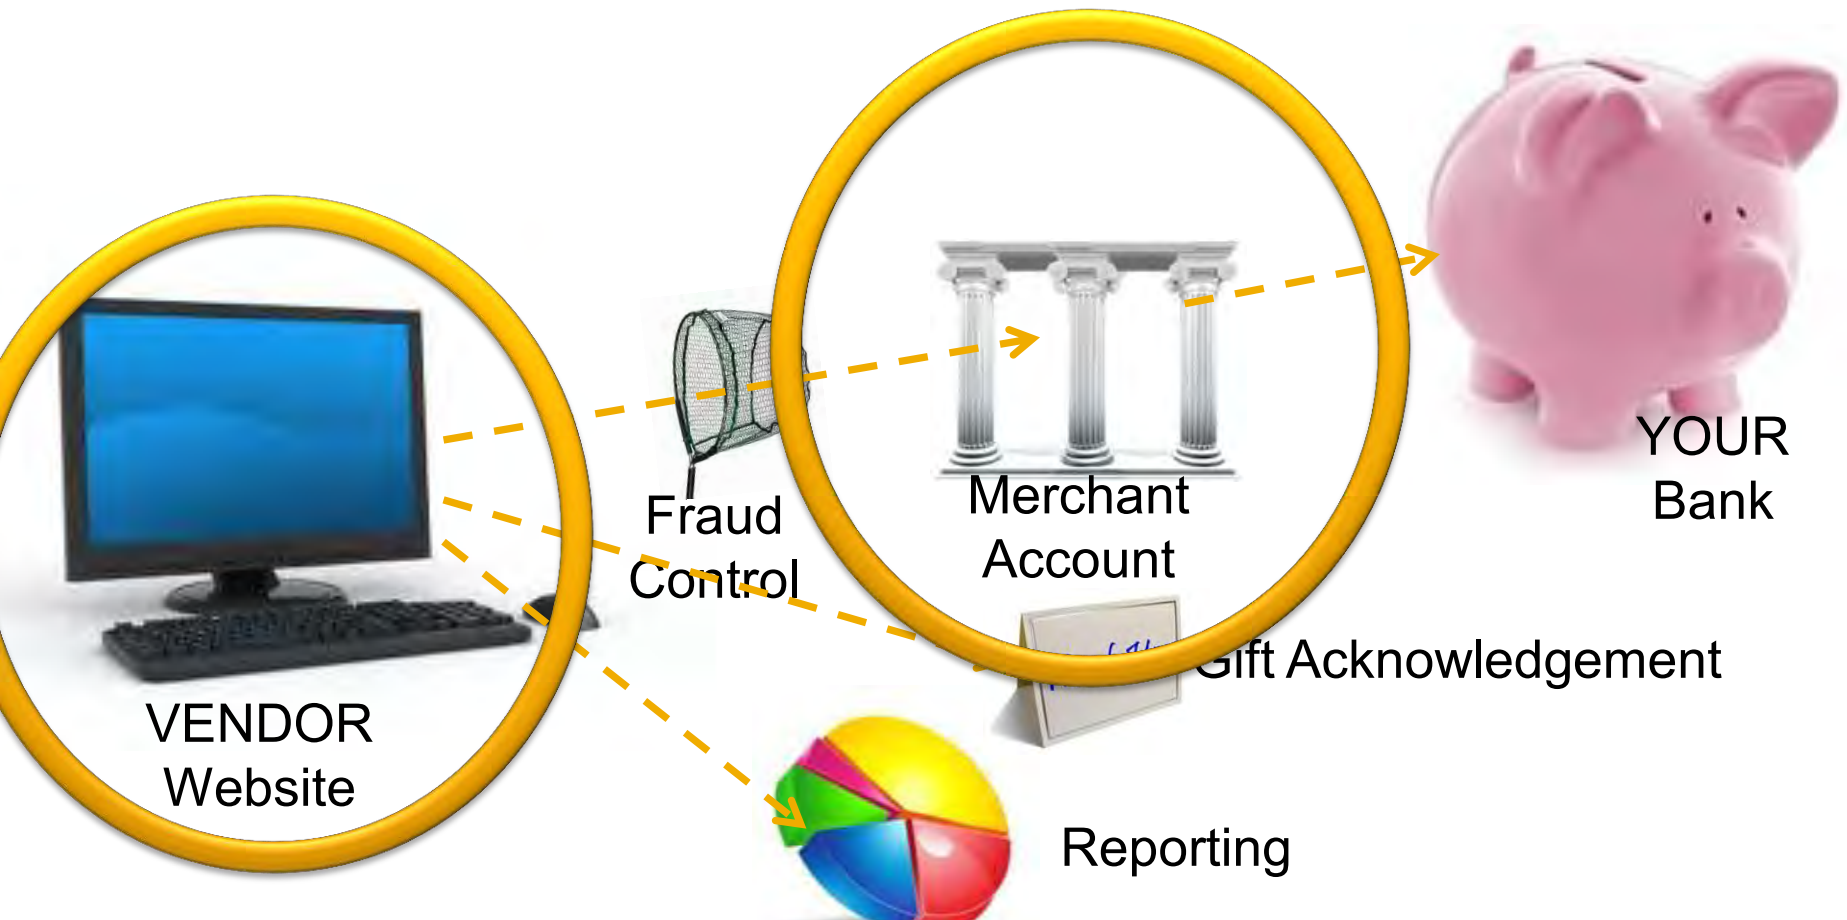 YOUR
Bank
Merchant
Account
Fraud
Control
Gift Acknowledgement
VENDOR
Website
Reporting